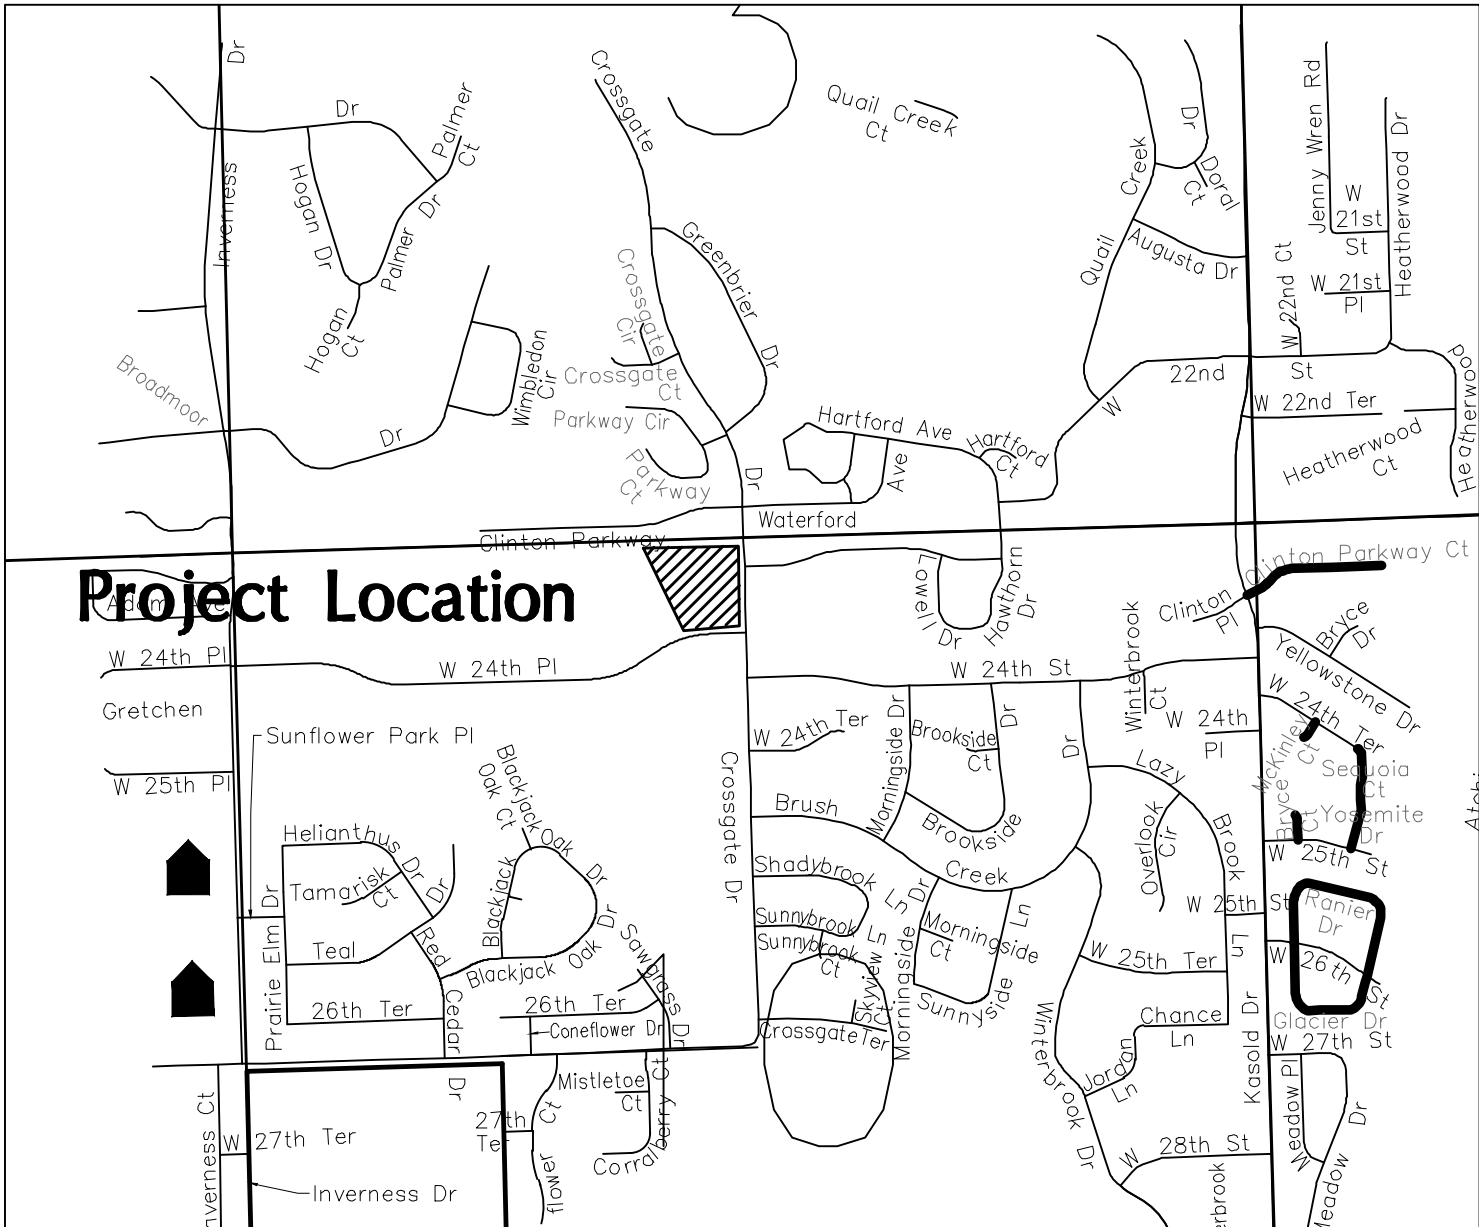 Dr
Dr
Palmer
Ct
Crossgate
Quail Creek
Ct
Dr
Jenny Wren Rd
Heatherwood Dr
Inverness
Hogan Dr
Palmer Dr
Creek
Doral
Ct
W
21st
St
Greenbrier
Dr
Crossgate
Cir
Quail
Augusta Dr
W 22nd Ct
W 21st
Pl
Hogan
Ct
Wimbledon
Cir
Crossgate
Ct
Broadmoor
Dr
Parkway Cir
Parkway
Ct
Dr
Hartford Ave
Hartford
Ct
Ave
W
22nd
St
W 22nd Ter
Heatherwood
Ct
Heatherwood
Waterford
Clinton Parkway
Project Location
Adam Ave
Lowell
Dr
Hawthorn
Dr
Clinton Parkway Ct
Clinton
Pl
Bryce
Dr
Yellowstone Dr
W 24th Pl
W 24th Pl
W 24th St
Winterbrook
Ct
Gretchen
W 25th Pl
Sunflower Park Pl
W 24th Ter
Morningside Dr
Brookside
Ct
Dr
Dr
W 24th
Pl
W 24th Ter
McKinley
Ct
Sequoia
Ct
Yosemite
Dr
Bryce
Ct
Blackjack
Oak Ct
Crossgate Dr
Brush
Brookside
Creek
Lazy
Brook
Ln
Overlook
Cir
W 25th St
Helianthus Dr
Tamarisk
Ct
Dr
Teal
Red
Cedar
Dr
Prairie Elm Dr
26th Ter
Blackjack
Oak
Dr
Blackjack
Oak
Dr
Sawgrass
Dr
26th Ter
Coneflower Dr
Shadybrook
Ln
Sunnybrook
Ln
Sunnybrook
Ct
Skyview
Ct
Morningside
Dr
Morningside
Ct
Ln
Sunnyside
W 25th St
W 25th Ter
Ranier
Dr
W 26th St
Glacier Dr
W 27th St
Crossgate Ter
Chance
Ln
Jordan
Ln
Winterbrook Dr
Kasold Dr
Meadow Pl
Dr
Meadow
Mistletoe
Ct
Corralberry Ct
27th
Ter
Ct
flower
Inverness Ct
W 27th Ter
Inverness Dr
W 28th St
erbrook